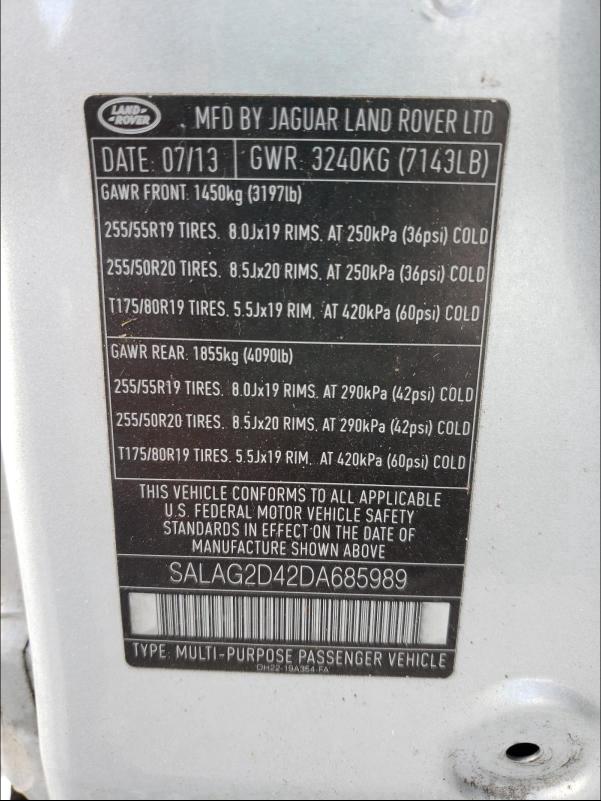 LAND-
-ROVER
MFD BY JAGUAR LAND ROVER LTD
DATE: 07/13 GWR: 3240KG (7143LB)
GAWR FRONT: 1450kg (3197lb)
255/55R19 TIRES. 8.0Jx19 RIMS. AT 250kPa (36psi) COLD
255/50R20 TIRES. 8.5Jx20 RIMS. AT 250kPa (36psi) COLD
T175/80R19 TIRES. 5.5Jx19 RIM. AT 420kPa (60psi) COLD
GAWR REAR: 1855kg (4090lb)
255/55R19 TIRES. 8.0Jx19 RIMS. AT 290kPa (42psi) COLD
255/50R20 TIRES. 8.5Jx20 RIMS. AT 290kPa (42psi) COLD
T175/80R19 TIRES. 5.5Jx19 RIM. AT 420kPa (60psi) COLD
THIS VEHICLE CONFORMS TO ALL APPLICABLE
U.S. FEDERAL MOTOR VEHICLE SAFETY
STANDARDS IN EFFECT ON THE DATE OF
MANUFACTURE SHOWN ABOVE
SALAG2D42DA685989
TYPE: MULTI-PURPOSE PASSENGER VEHICLE
DH22-19A354-FA